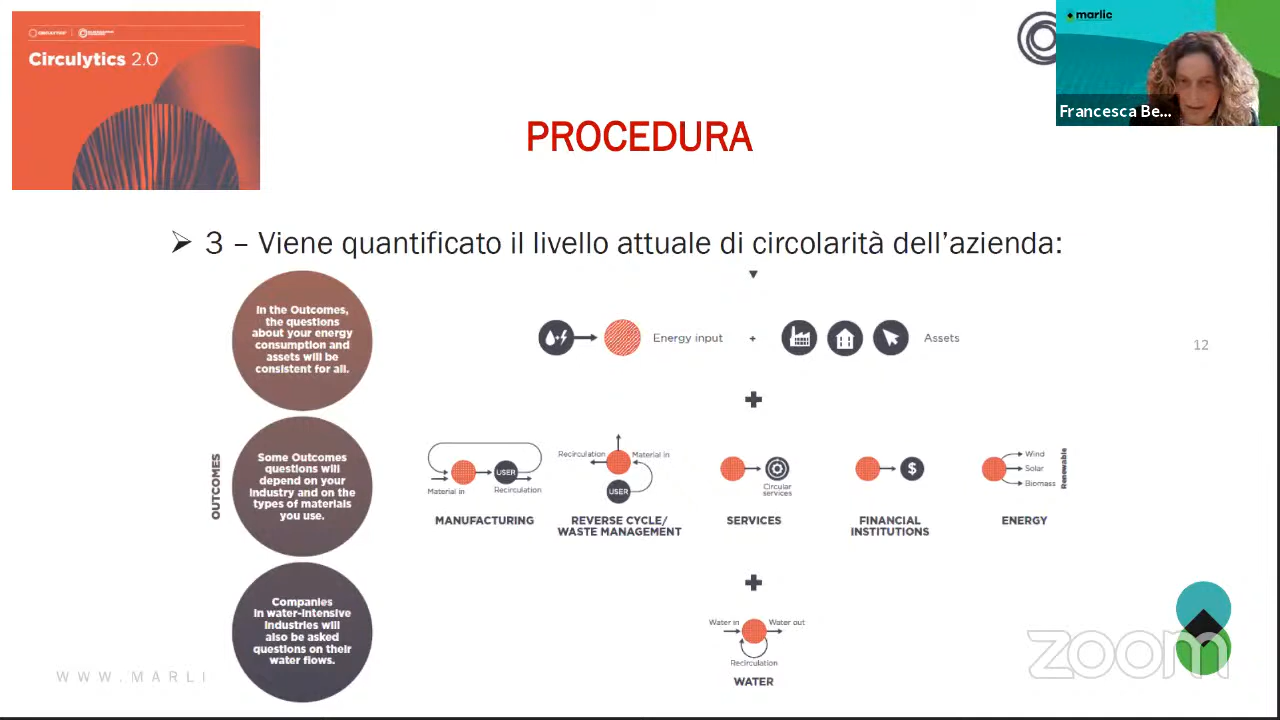 marlic
Francesca Be...
Circulytics 2.0
PROCEDURA
➢ 3 – Viene quantificato il livello attuale di circolarità dell’azienda:
In the Outcomes,
the questions
about your energy
consumption and
assets will be
consistent for all.
Energy input
+
Assets
12
OUTCOMES
Some Outcomes
questions will
depend on your
industry and on the
types of materials
you use.
Material in
USER
Recirculation
MANUFACTURING
Recirculation
Material in
USER
REVERSE CYCLE/
WASTE MANAGEMENT
Circular
services
SERVICES
$
FINANCIAL
INSTITUTIONS
Wind
Solar
Biomass
Renewable
ENERGY
Companies
in water-intensive
industries will
also be asked
questions on their
water flows.
Water in
Water out
Recirculation
WATER
WWW.MARLI
zoom